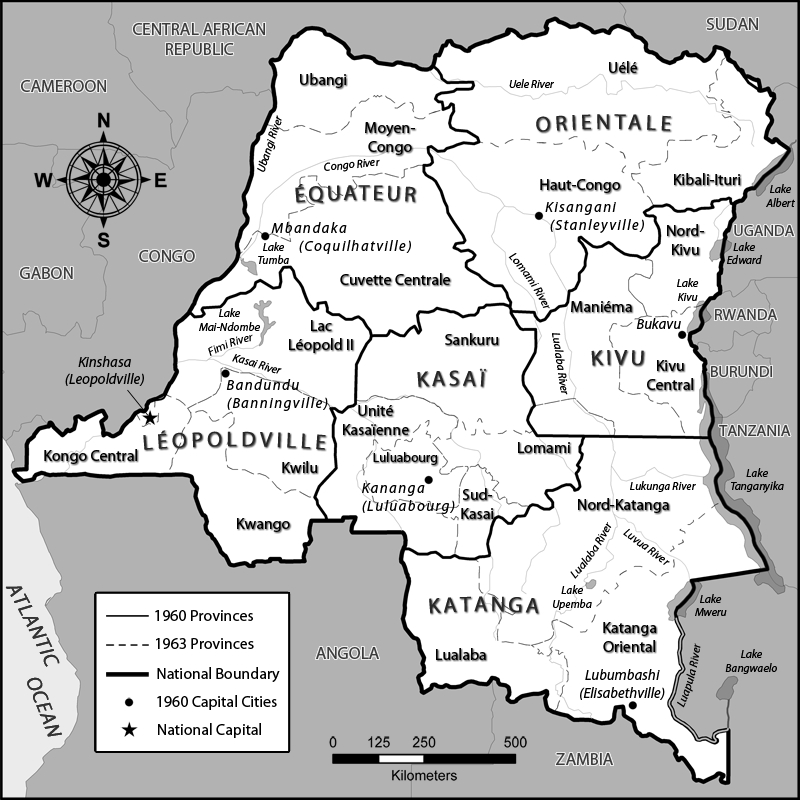 CENTRAL AFRICAN
REPUBLIC
SUDAN
CAMEROON
Ubangi
Uélé
Uele River
ORIENTALE
N
W
E
S
Ubangi River
Moyen-
Congo
Congo River
ÉQUATEUR
Haut-Congo
Kibali-Ituri
Kisangani
(Stanleyville)
Lake
Albert
Mbandaka
(Coquilhatville)
Lake
Tumba
Nord-
Kivu
UGANDA
Lake
Edward
CONGO
GABON
Cuvette Centrale
Lomami River
Lake
Kivu
Maniéma
Lake
Mai-Ndombe
Fimi River
Lac
Léopold II
Sankuru
Bukavu
RWANDA
Kinshasa
(Leopoldville)
Kasai River
Bandundu
(Banningville)
KASAÏ
Lualaba River
KIVU
Kivu
Central
BURUNDI
Unité
Kasaïenne
TANZANIA
LÉOPOLDVILLE
Kongo Central
Kwilu
Luluabourg
Lomami
Kananga
(Luluabourg)
Sud-
Kasai
Lukunga River
Lake
Tanganyika
Nord-Katanga
Kwango
Lualaba River
Luvua River
ATLANTIC
OCEAN
Lake
Upemba
KATANGA
Lake
Mweru
1960 Provinces
1963 Provinces
National Boundary
1960 Capital Cities
National Capital
ANGOLA
Lualaba
Katanga
Oriental
Luapula River
Lake
Bangwaelo
Lubumbashi
(Elisabethville)
0 125 250 500
Kilometers
ZAMBIA